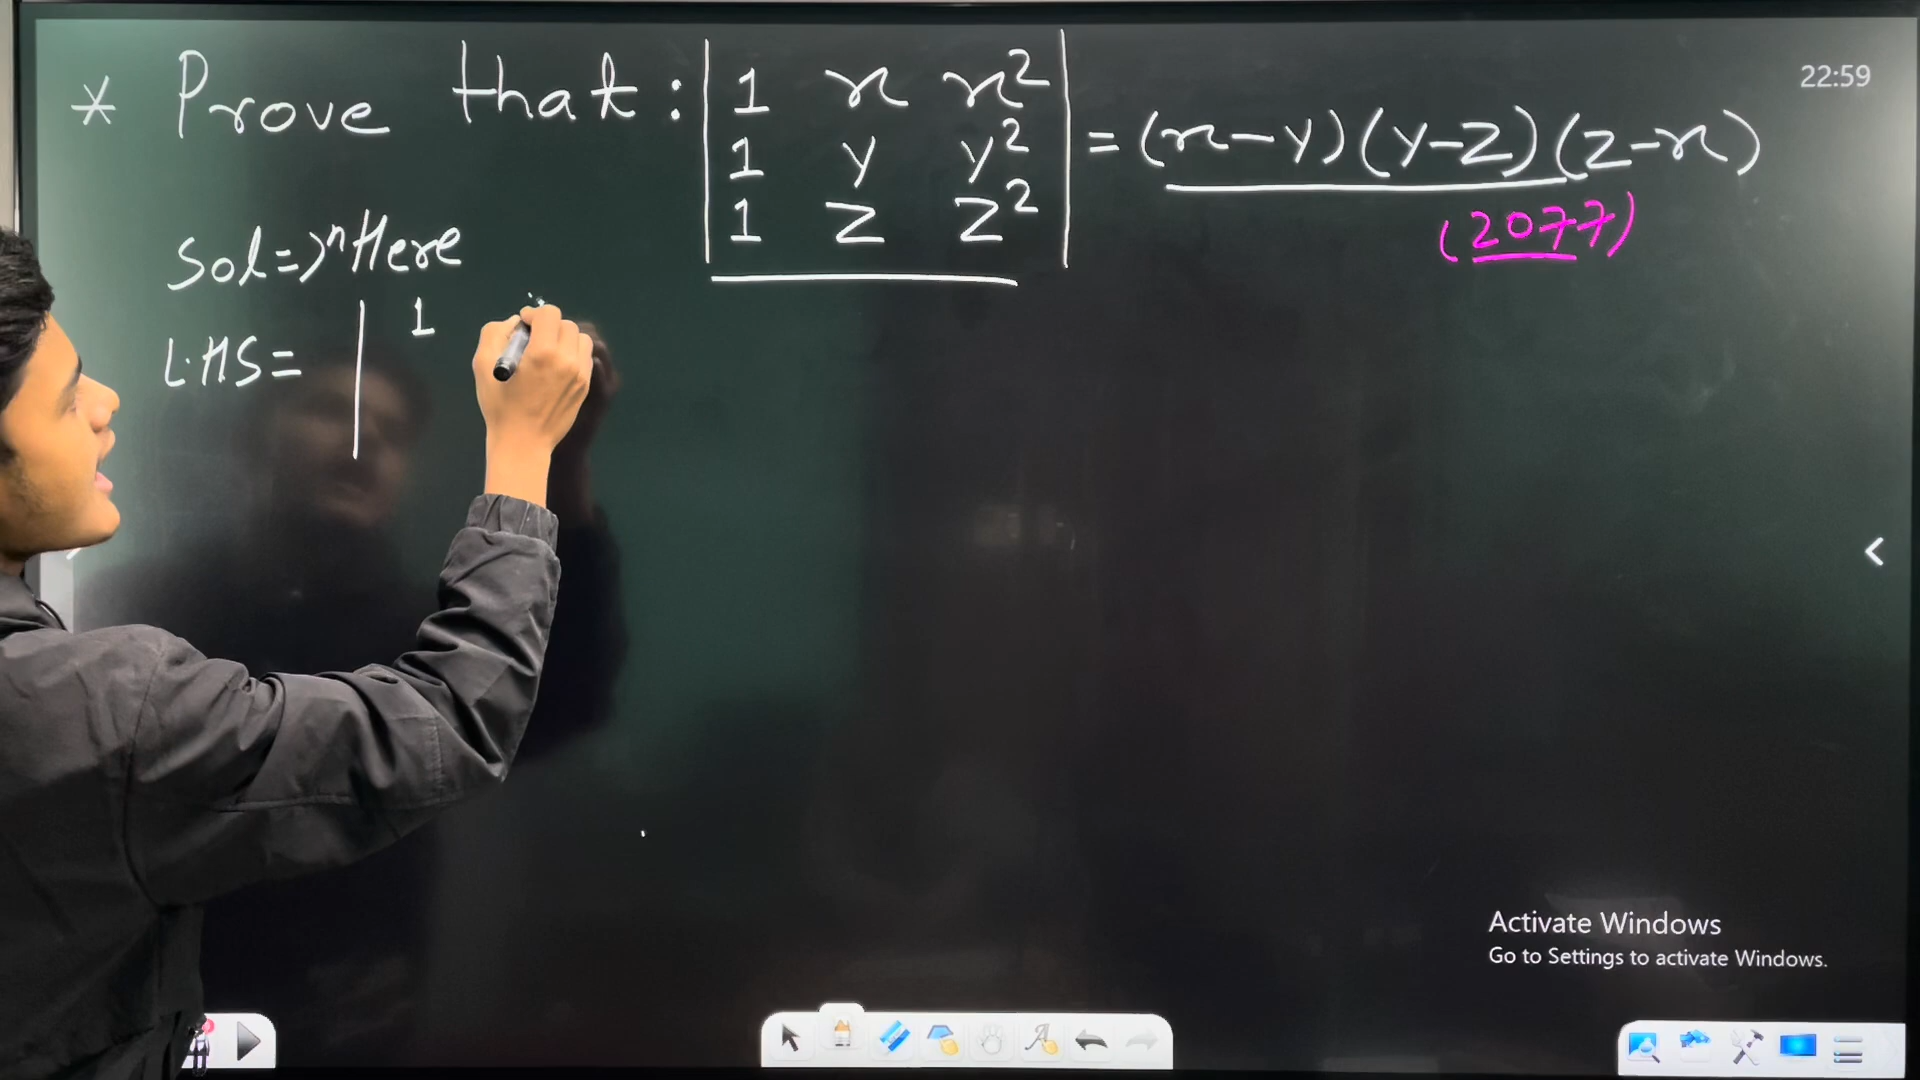 * Prove that : | 1 x x² |
| 1 y y² | = (x-y)(y-z)(z-x)
| 1 z z² |
(2077)
22:59
Sol=>ⁿ Here
L.HS= | 1
Activate Windows
Go to Settings to activate Windows.